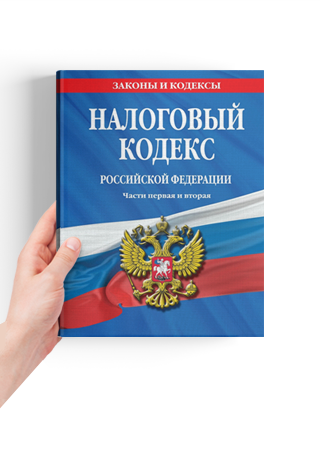 ЗАКОНЫ И КОДЕКСЫ
НАЛОГОВЫЙ
КОДЕКС
РОССИЙСКОЙ ФЕДЕРАЦИИ
Части первая и вторая